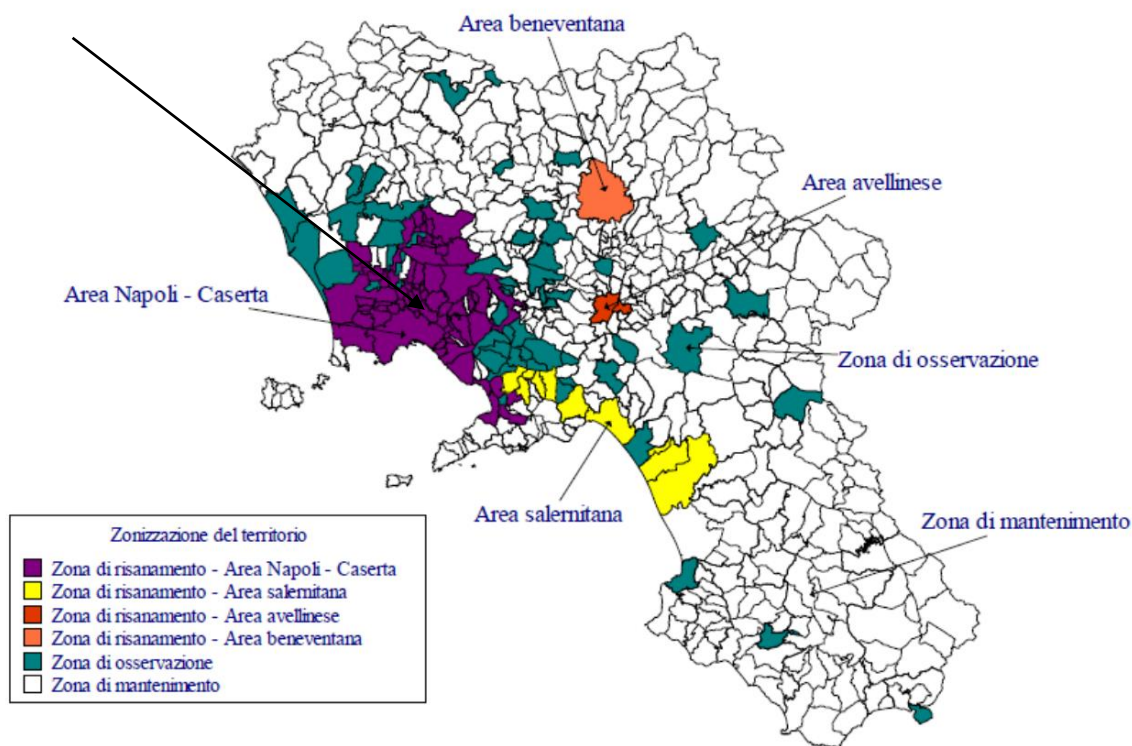 Area beneventana
Area avellinese
Area Napoli - Caserta
Zona di osservazione
Area salernitana
Zona di mantenimento
Zonizzazione del territorio
Zona di risanamento - Area Napoli - Caserta
Zona di risanamento - Area salernitana
Zona di risanamento - Area avellinese
Zona di risanamento - Area beneventana
Zona di osservazione
Zona di mantenimento